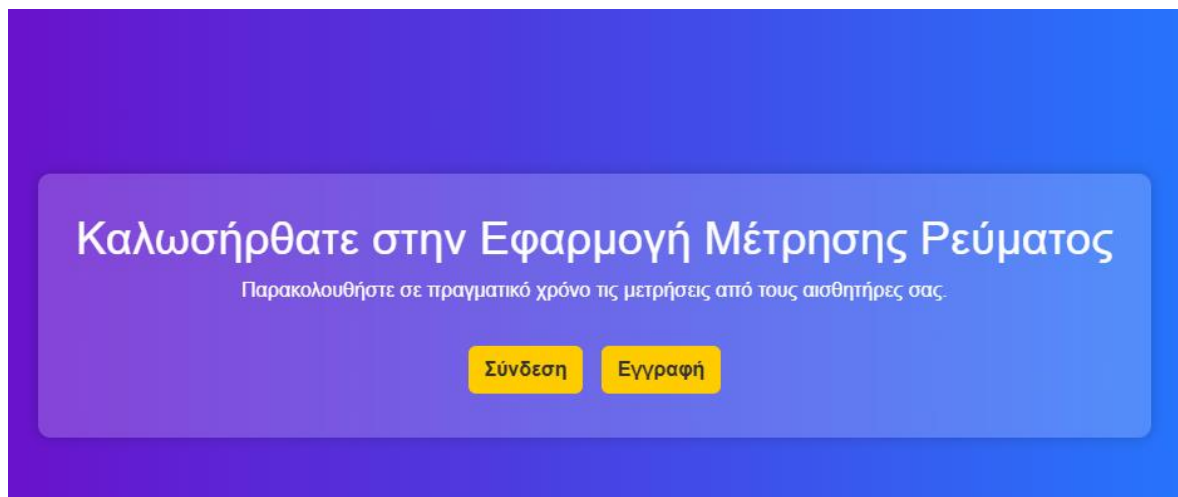 Καλωσήρθατε στην Εφαρμογή Μέτρησης Ρεύματος
Παρακολουθήστε σε πραγματικό χρόνο τις μετρήσεις από τους αισθητήρες σας.
Σύνδεση Εγγραφή